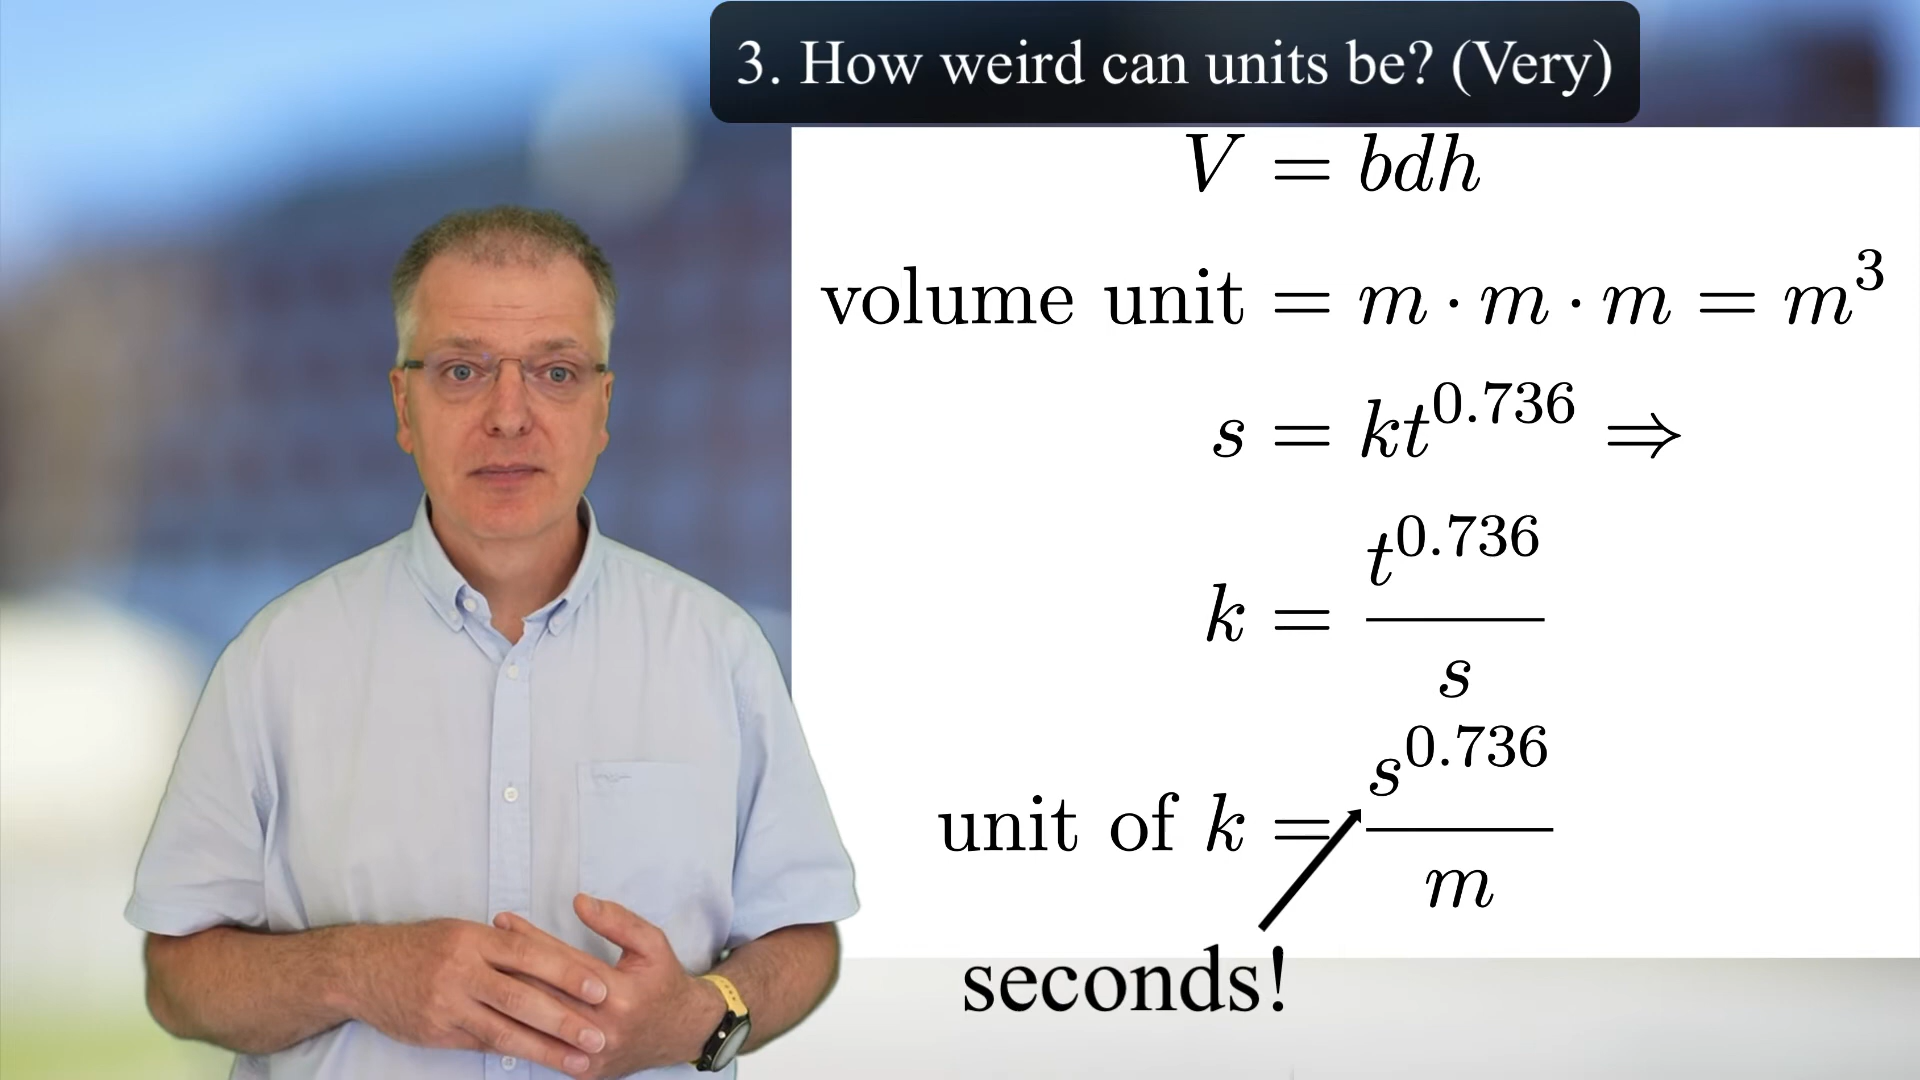 3. How weird can units be? (Very)
V = bdh
volume unit = m · m · m = m³
s = kt^0.736 ⇒
k = t^0.736 / s
unit of k = s^0.736 / m
seconds!